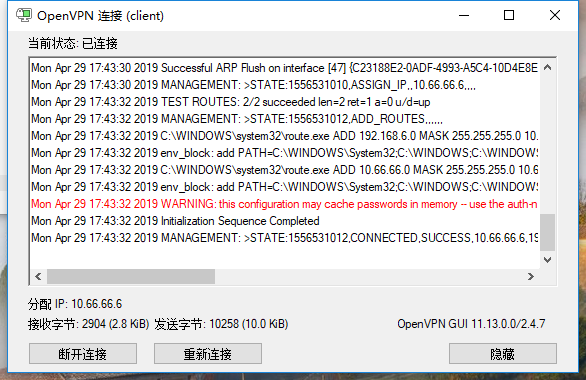 OpenVPN 连接 (client)
当前状态: 已连接
Mon Apr 29 17:43:30 2019 Successful ARP Flush on interface [47] {C23188E2-0ADF-4993-A5C4-10D4E8E
Mon Apr 29 17:43:30 2019 MANAGEMENT: >STATE:1556531010,ASSIGN_IP,,10.66.66.6,,,,
Mon Apr 29 17:43:32 2019 TEST ROUTES: 2/2 succeeded len=2 ret=1 a=0 u/d=up
Mon Apr 29 17:43:32 2019 MANAGEMENT: >STATE:1556531012,ADD_ROUTES,,,,,,
Mon Apr 29 17:43:32 2019 C:\WINDOWS\system32\route.exe ADD 192.168.6.0 MASK 255.255.255.0 10.
Mon Apr 29 17:43:32 2019 env_block: add PATH=C:\WINDOWS\System32;C:\WINDOWS;C:\WINDOWS
Mon Apr 29 17:43:32 2019 C:\WINDOWS\system32\route.exe ADD 10.66.66.0 MASK 255.255.255.0 10.6
Mon Apr 29 17:43:32 2019 env_block: add PATH=C:\WINDOWS\System32;C:\WINDOWS;C:\WINDOWS
Mon Apr 29 17:43:32 2019 WARNING: this configuration may cache passwords in memory -- use the auth-n
Mon Apr 29 17:43:32 2019 Initialization Sequence Completed
Mon Apr 29 17:43:32 2019 MANAGEMENT: >STATE:1556531012,CONNECTED,SUCCESS,10.66.66.6,19
分配 IP: 10.66.66.6
接收字节: 2904 (2.8 KiB) 发送字节: 10258 (10.0 KiB) OpenVPN GUI 11.13.0.0/2.4.7
断开连接 重新连接 隐藏